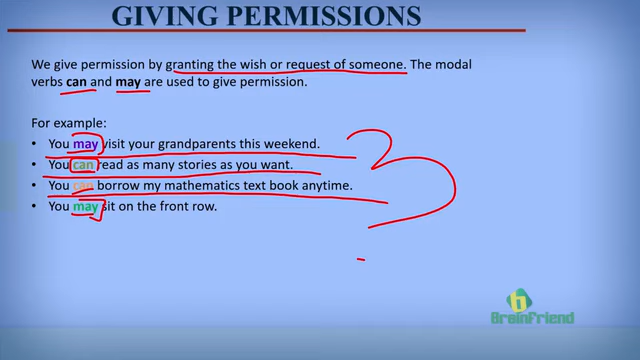 GIVING PERMISSIONS
We give permission by granting the wish or request of someone. The modal
verbs can and may are used to give permission.
For example:
• You may visit your grandparents this weekend.
• You can read as many stories as you want.
• You can borrow my mathematics text book anytime.
• You may sit on the front row.
BrainFriend